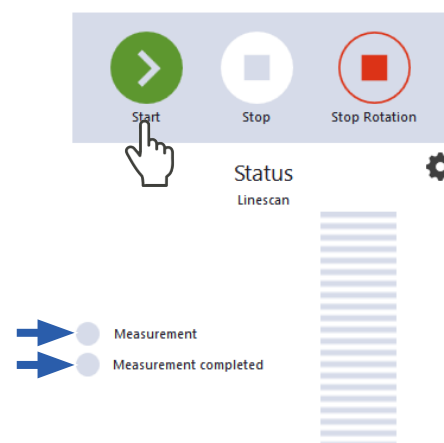 Start
Stop
Stop Rotation
Status
Linescan
Measurement
Measurement completed